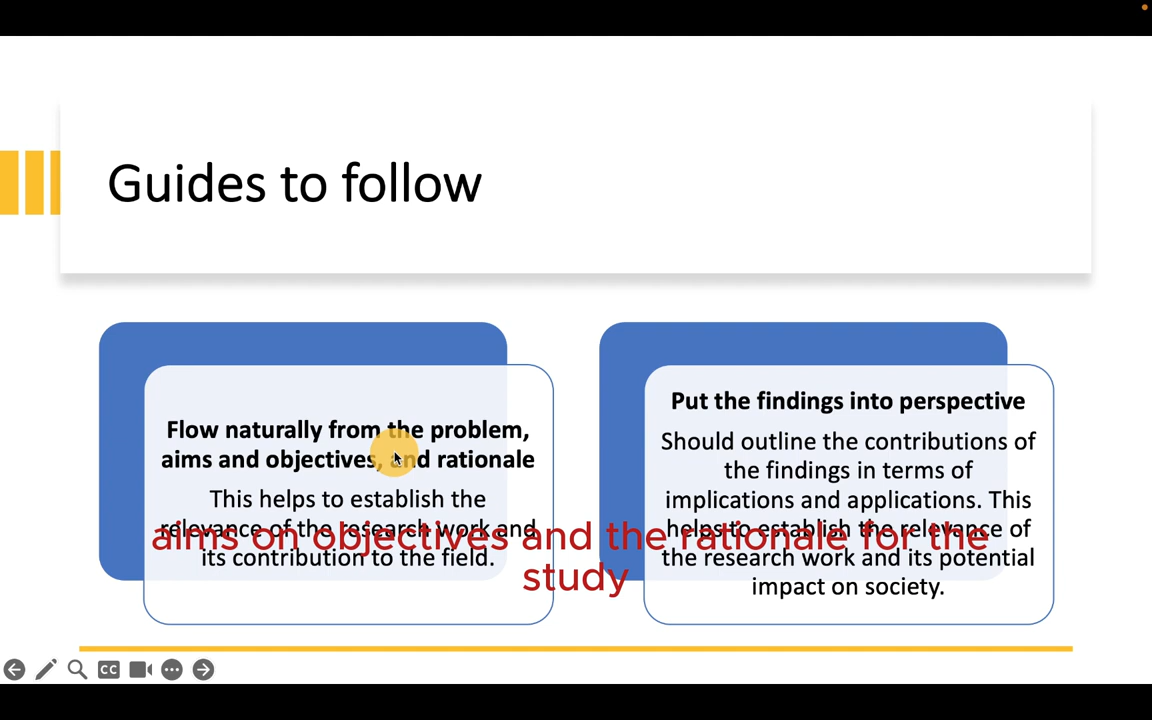 Guides to follow
Flow naturally from the problem,
aims and objectives, and rationale
This helps to establish the
relevance of the research work and
its contribution to the field.
Put the findings into perspective
Should outline the contributions of
the findings in terms of
implications and applications. This
helps to establish the relevance of
the research work and its potential
impact on society.
aims on objectives and the rationale for the
study
CC